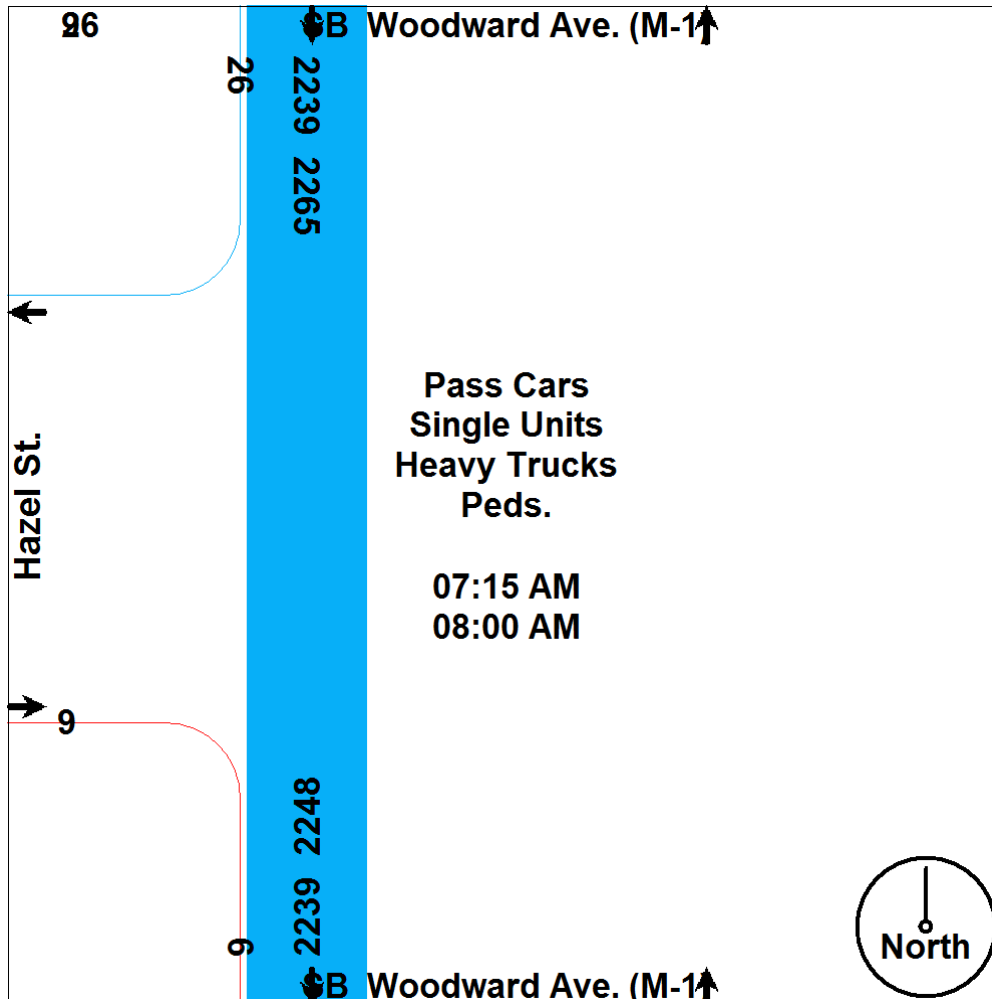 SB Woodward Ave. (M-1)
26
2239 2265
Pass Cars
Single Units
Heavy Trucks
Peds.
Hazel St.
07:15 AM
08:00 AM
9
2239 2248
9
North
SB Woodward Ave. (M-1)